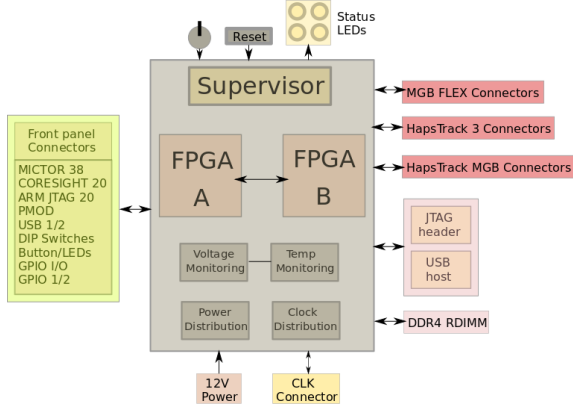 Status
LEDs
Reset
Supervisor
MGB FLEX Connectors
HapsTrack 3 Connectors
HapsTrack MGB Connectors
Front panel
Connectors
MICTOR 38
CORESIGHT 20
ARM JTAG 20
PMOD
USB 1/2
DIP Switches
Button/LEDs
GPIO I/O
GPIO 1/2
FPGA
A
FPGA
B
JTAG
header
USB
host
Voltage
Monitoring
Temp
Monitoring
Power
Distribution
Clock
Distribution
DDR4 RDIMM
12V
Power
CLK
Connector